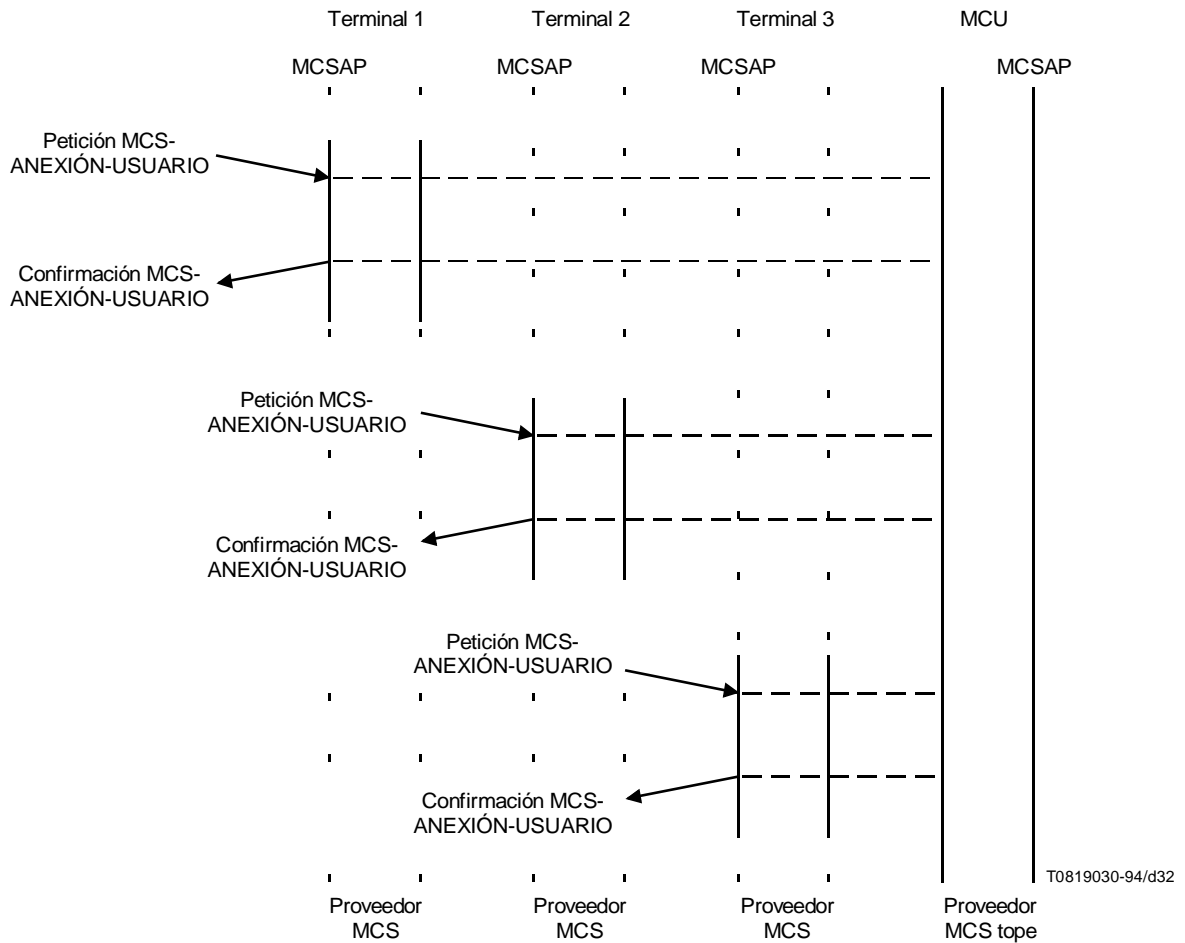 Terminal 1
Terminal 2
Terminal 3
MCU
MCSAP
MCSAP
MCSAP
MCSAP
Petición MCS-
ANEXIÓN-USUARIO
Confirmación MCS-
ANEXIÓN-USUARIO
Petición MCS-
ANEXIÓN-USUARIO
Confirmación MCS-
ANEXIÓN-USUARIO
Petición MCS-
ANEXIÓN-USUARIO
Confirmación MCS-
ANEXIÓN-USUARIO
T0819030-94/d32
Proveedor
MCS
Proveedor
MCS
Proveedor
MCS
Proveedor
MCS tope